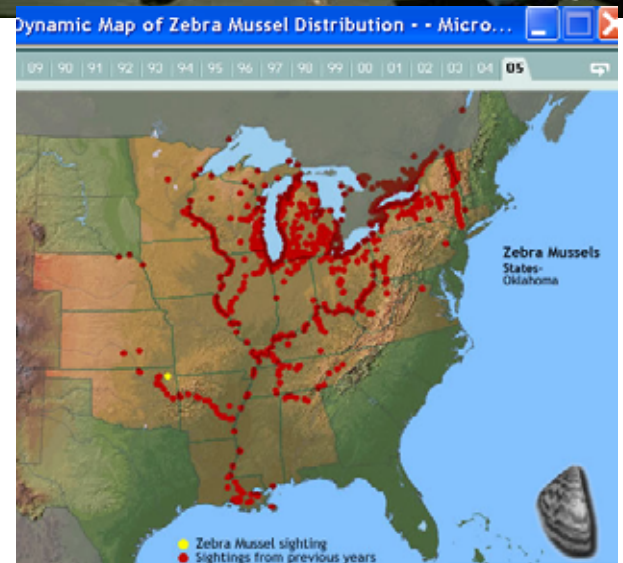 Dynamic Map of Zebra Mussel Distribution - - Micro...
89 90 91 92 93 94 95 96 97 98 99 00 01 02 03 04 05
Zebra Mussels
States-
Oklahoma
Zebra Mussel sighting
Sightings from previous years